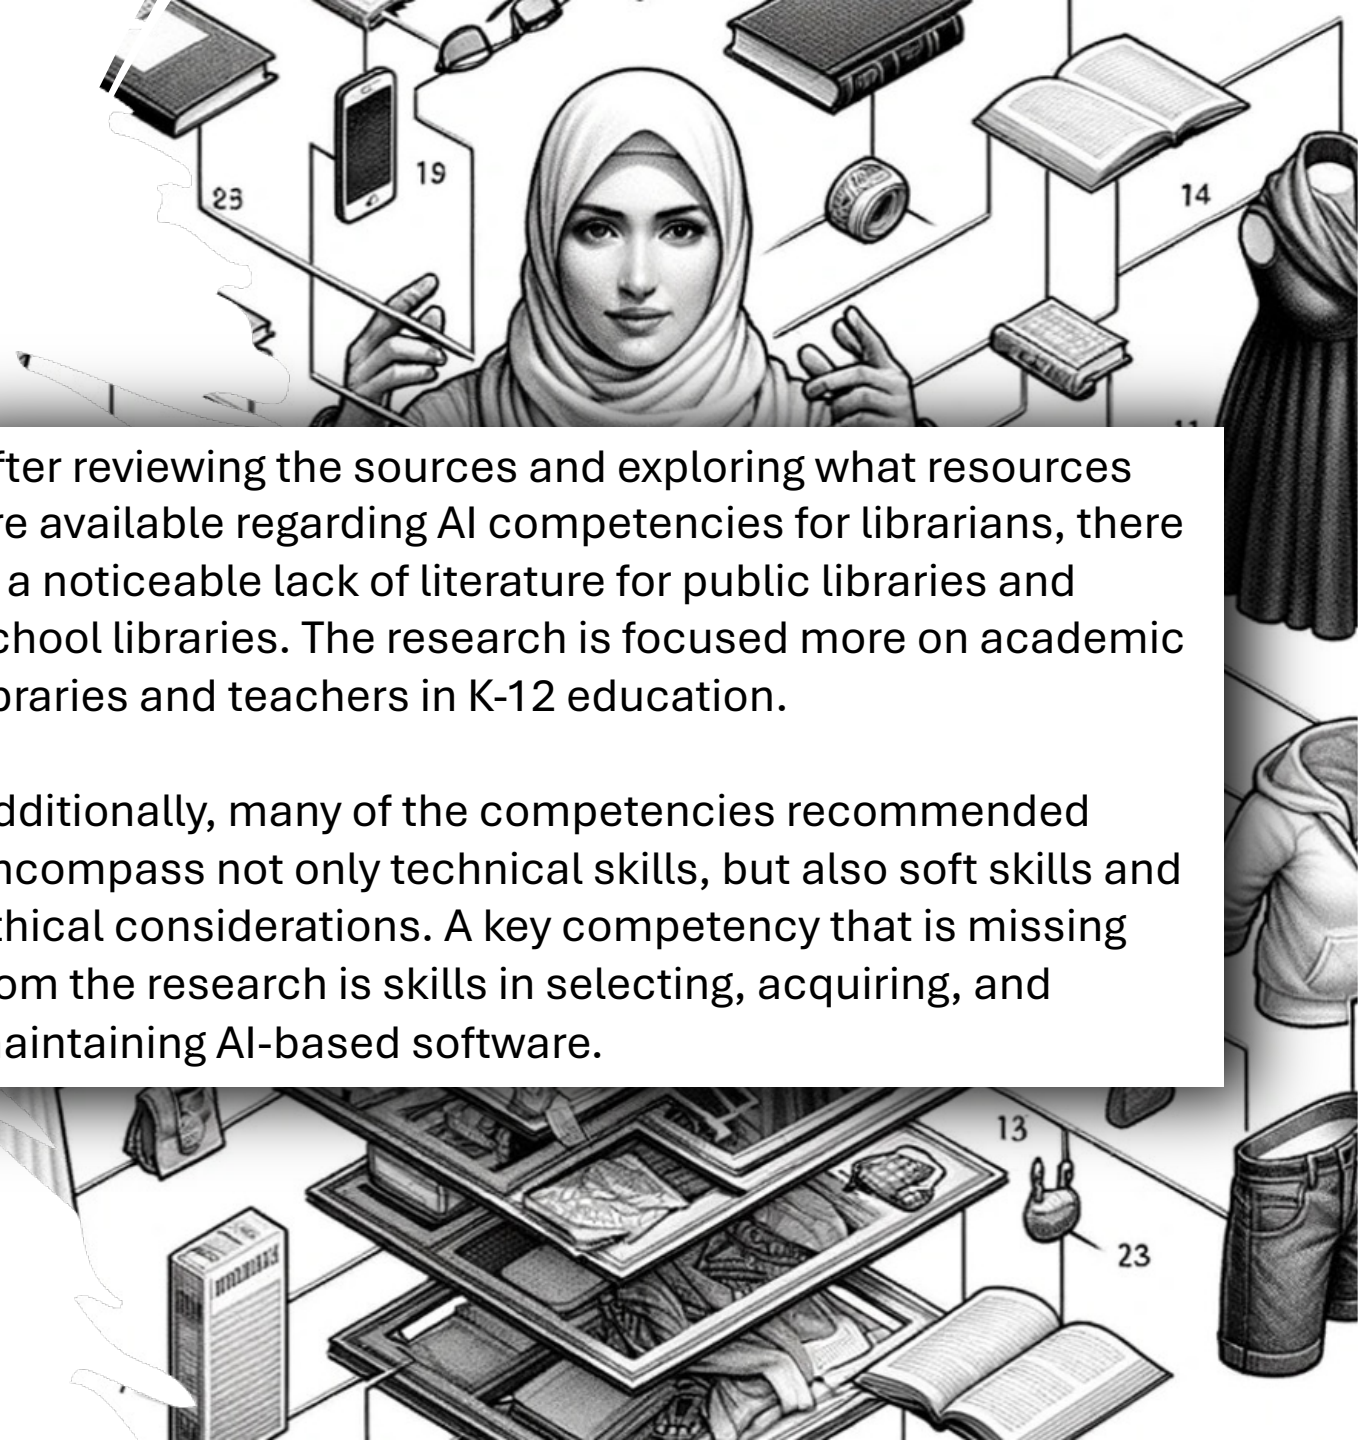 19
23
14
fter reviewing the sources and exploring what resources
re available regarding AI competencies for librarians, there
a noticeable lack of literature for public libraries and
chool libraries. The research is focused more on academic
braries and teachers in K-12 education.
dditionally, many of the competencies recommended
ncompass not only technical skills, but also soft skills and
thical considerations. A key competency that is missing
om the research is skills in selecting, acquiring, and
aintaining AI-based software.
13
23